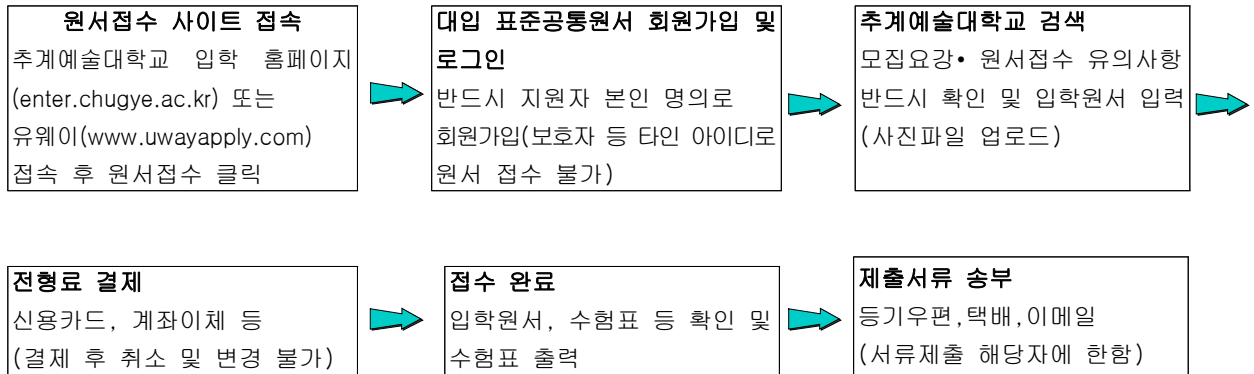 원서접수 사이트 접속
추계예술대학교 입학 홈페이지
(enter.chugye.ac.kr) 또는
유웨이(www.uwayapply.com)
접속 후 원서접수 클릭
대입 표준공통원서 회원가입 및
로그인
반드시 지원자 본인 명의로
회원가입(보호자 등 타인 아이디로
원서 접수 불가)
추계예술대학교 검색
모집요강• 원서접수 유의사항
반드시 확인 및 입학원서 입력
(사진파일 업로드)
전형료 결제
신용카드, 계좌이체 등
(결제 후 취소 및 변경 불가)
접수 완료
입학원서, 수험표 등 확인 및
수험표 출력
제출서류 송부
등기우편,택배,이메일
(서류제출 해당자에 한함)